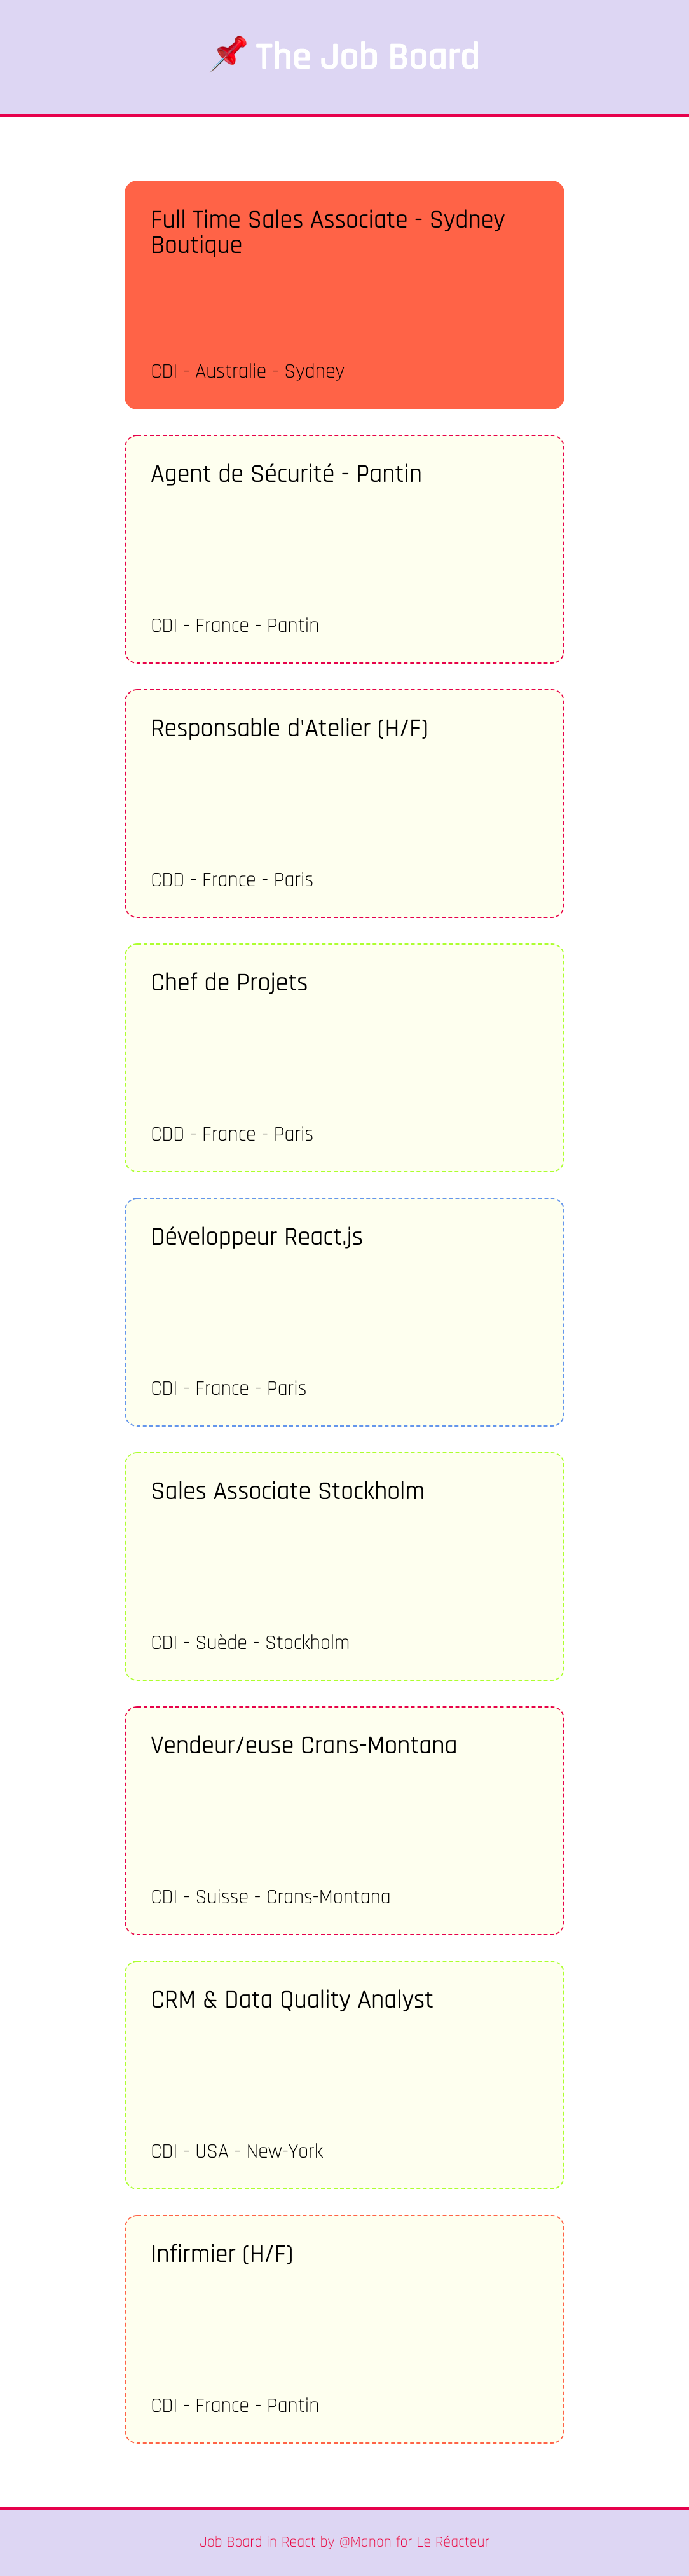 The Job Board
Full Time Sales Associate - Sydney
Boutique
CDI - Australie - Sydney
Agent de Sécurité - Pantin
CDI - France - Pantin
Responsable d'Atelier (H/F)
CDD - France - Paris
Chef de Projets
CDD - France - Paris
Développeur React.js
CDI - France - Paris
Sales Associate Stockholm
CDI - Suède - Stockholm
Vendeur/euse Crans-Montana
CDI - Suisse - Crans-Montana
CRM & Data Quality Analyst
CDI - USA - New-York
Infirmier (H/F)
CDI - France - Pantin
Job Board in React by @Manon for Le Réacteur